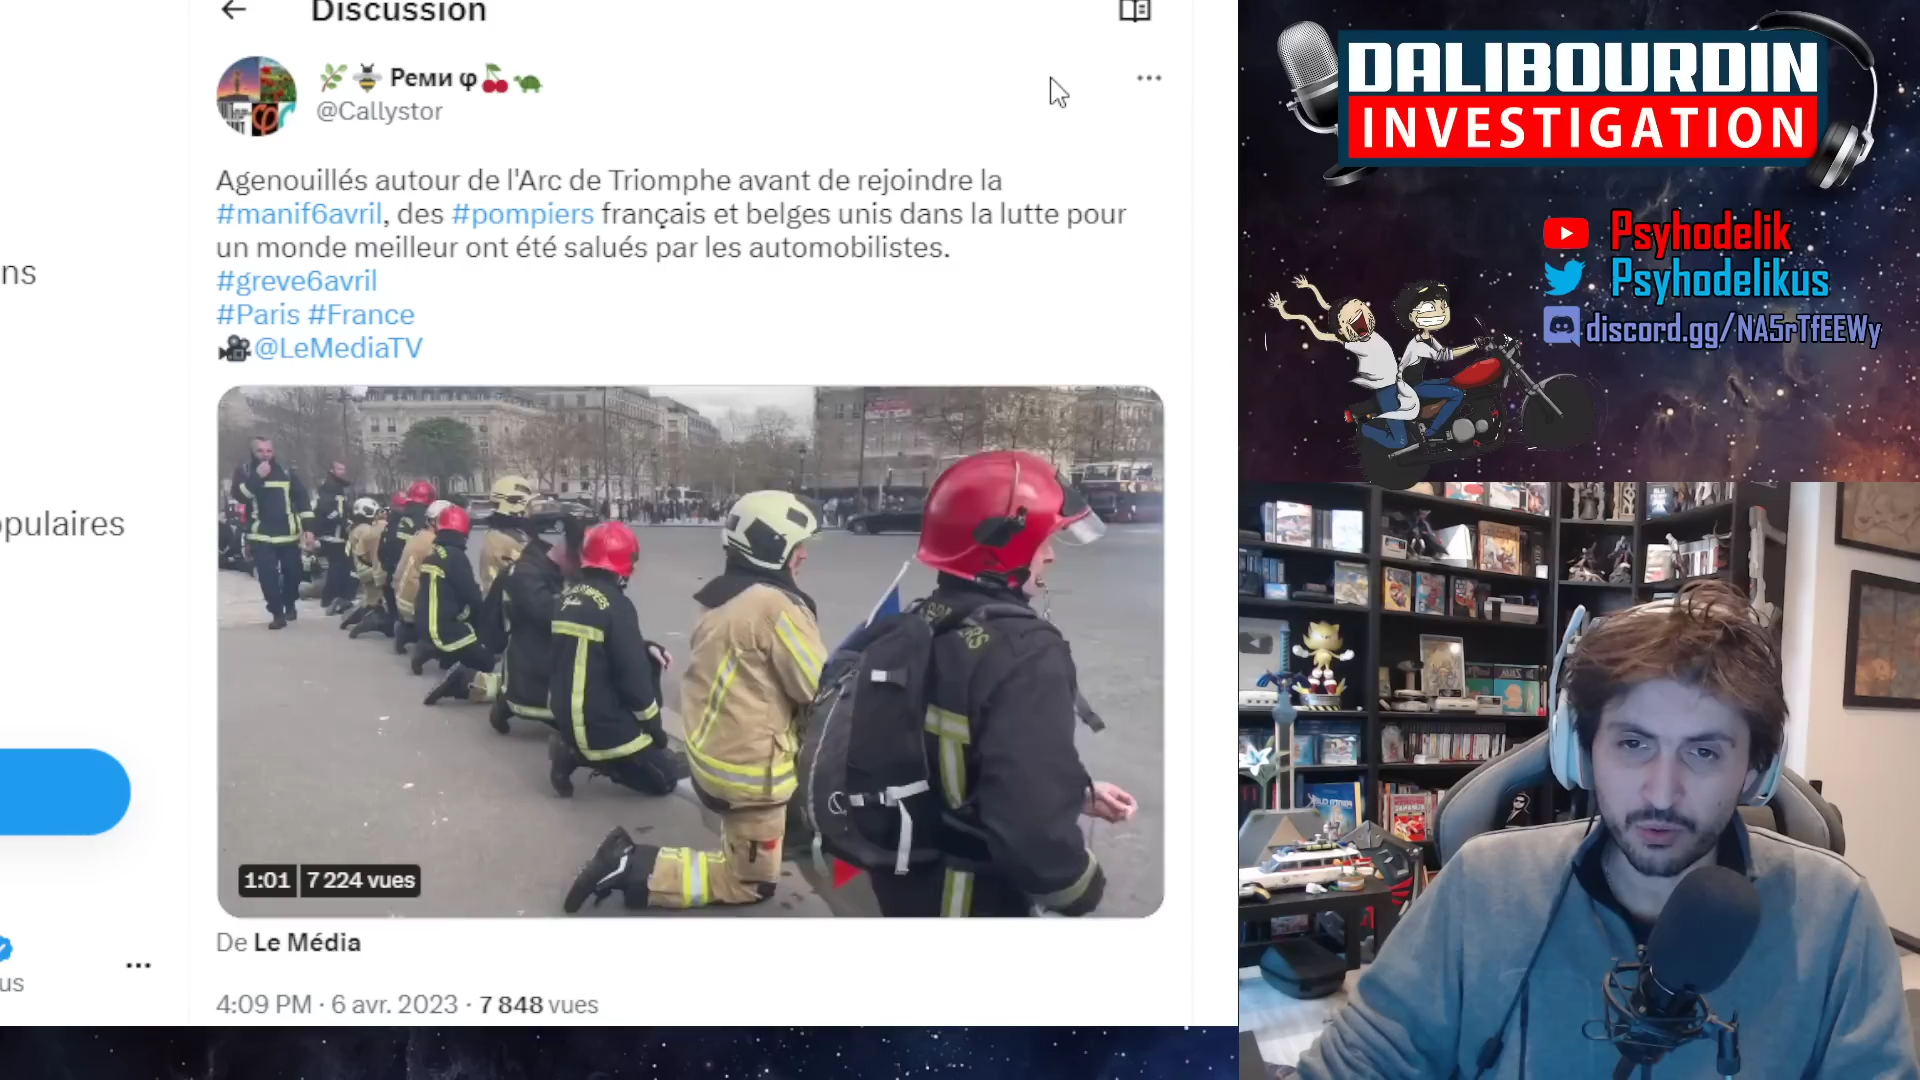 Discussion
Реми φ
@Callystor
Agenouillés autour de l'Arc de Triomphe avant de rejoindre la
#manif6avril, des #pompiers français et belges unis dans la lutte pour
un monde meilleur ont été salués par les automobilistes.
#greve6avril
#Paris #France
@LeMediaTV
1:01
7 224 vues
De Le Média
4:09 PM · 6 avr. 2023 · 7 848 vues
ns
opulaires
us
DALIBOURDIN
INVESTIGATION
Psyhodelik
Psyhodelikus
discord.gg/NA5rTfEEWy